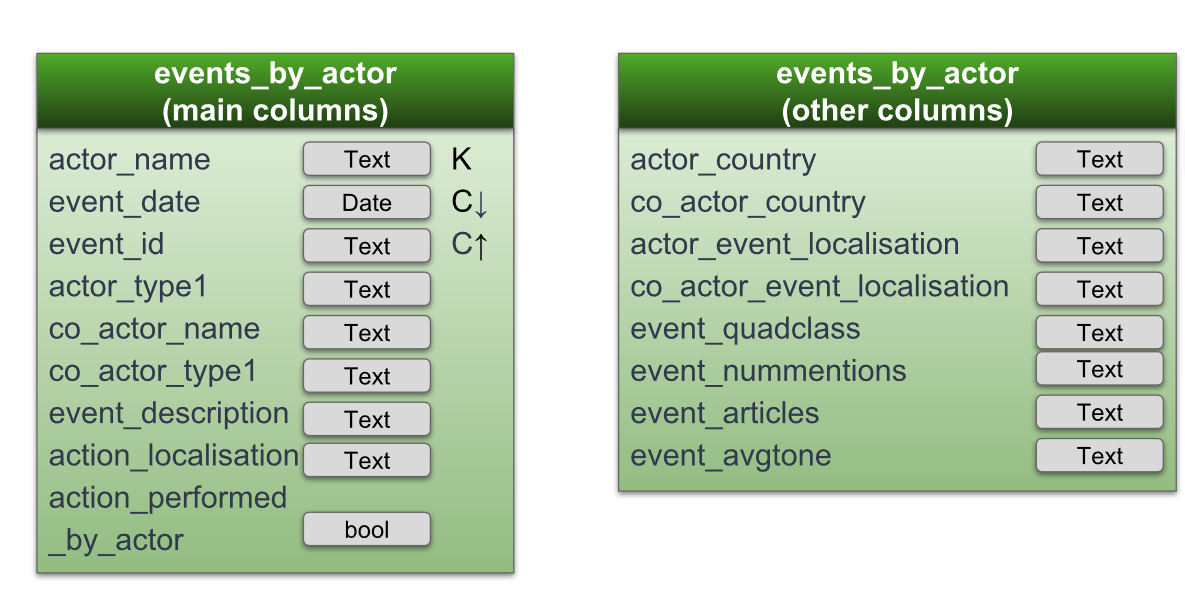 events_by_actor
(main columns)
actor_name Text K
event_date Date C↓
event_id Text C↑
actor_type1 Text
co_actor_name Text
co_actor_type1 Text
event_description Text
action_localisation Text
action_performed
_by_actor bool
events_by_actor
(other columns)
actor_country Text
co_actor_country Text
actor_event_localisation Text
co_actor_event_localisation Text
event_quadclass Text
event_nummentions Text
event_articles Text
event_avgtone Text